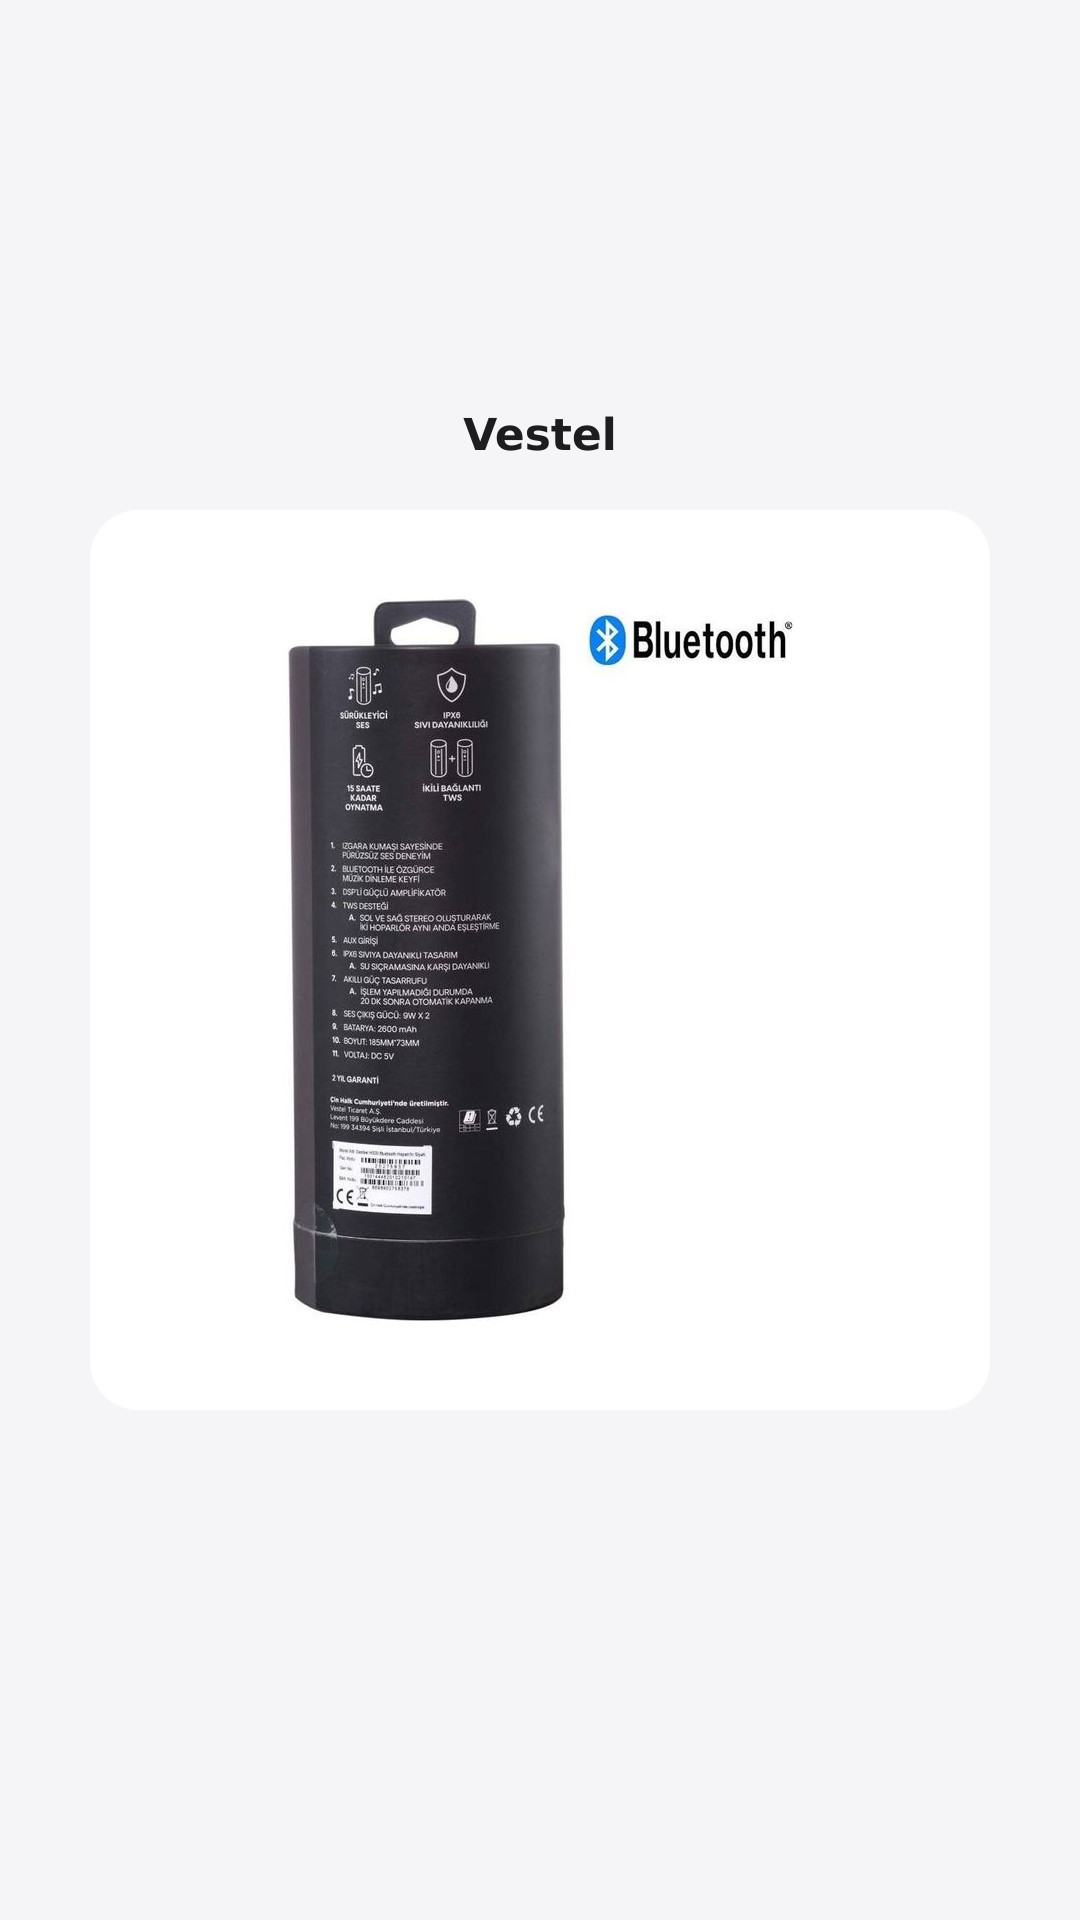 Vestel
Bluetooth®
SÜRÜKLEYİCİ
SES
IPX6
SIVI DAYANIKLILIĞI
15 SAATE
KADAR
OYNATMA
İKİLİ BAĞLANTI
TWS
1. IZGARA KUMAŞI SAYESİNDE
PÜRÜZSÜZ SES DENEYİM
2. BLUETOOTH İLE ÖZGÜRCE
MÜZİK DİNLEME KEYFİ
3. DSP'Lİ GÜÇLÜ AMPLİFİKATÖR
4. TWS DESTEĞİ
A. SOL VE SAĞ STEREO OLUŞTURARAK
İKİ HOPARLÖR AYNI ANDA EŞLEŞTİRME
5. AUX GİRİŞİ
6. IPX6 SIVIYA DAYANIKLI TASARIM
A. SU SIÇRAMASINA KARŞI DAYANIKLI
7. AKILLI GÜÇ TASARRUFU
A. İŞLEM YAPILMADIĞI DURUMDA
20 DK SONRA OTOMATİK KAPANMA
8. SES ÇIKIŞ GÜCÜ: 9W X 2
9. BATARYA: 2600 mAh
10. BOYUT: 185MM*73MM
11. VOLTAJ: DC 5V
2 YIL GARANTİ
Çin Halk Cumhuriyeti'nde üretilmiştir.
Vestel Ticaret A.Ş.
Levent 199 Büyükdere Caddesi
No: 199 34394 Şişli İstanbul/Türkiye
CE
Bluetooth Hoparlör Siyah
CE